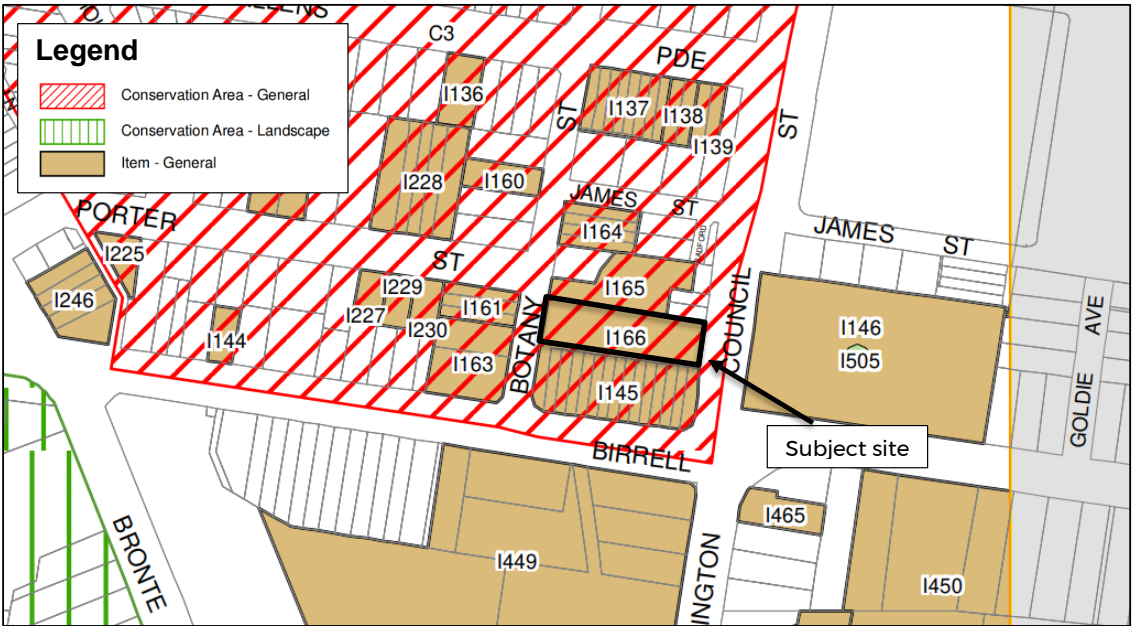 Legend
Conservation Area - General
Conservation Area - Landscape
Item - General
C3
PDE
I136
I137
I138
I139
ST
ST
I228
I160
JAMES
ST
I164
PORTER
I225
ST
I246
I229
I227
I230
I161
I163
I144
I165
BOTANY
I166
I145
COUNCIL
JAMES
ST
I146
I505
GOLDIE
AVE
Subject site
BIRRELL
BRONTE
I449
INGTON
I465
I450